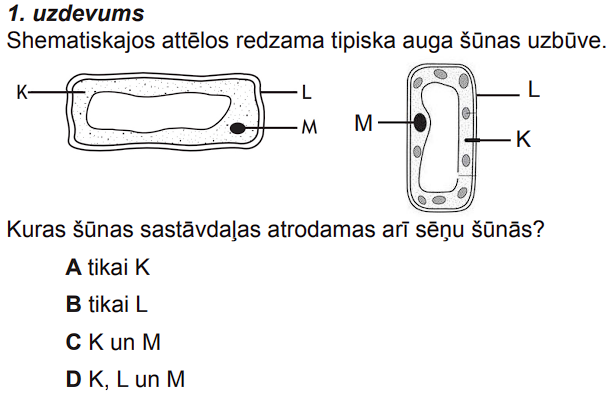 1. uzdevums
Shematiskajos attēlos redzama tipiska auga šūnas uzbūve.
K L M
M L K
Kuras šūnas sastāvdaļas atrodamas arī sēņu šūnās?
A tikai K
B tikai L
C K un M
D K, L un M